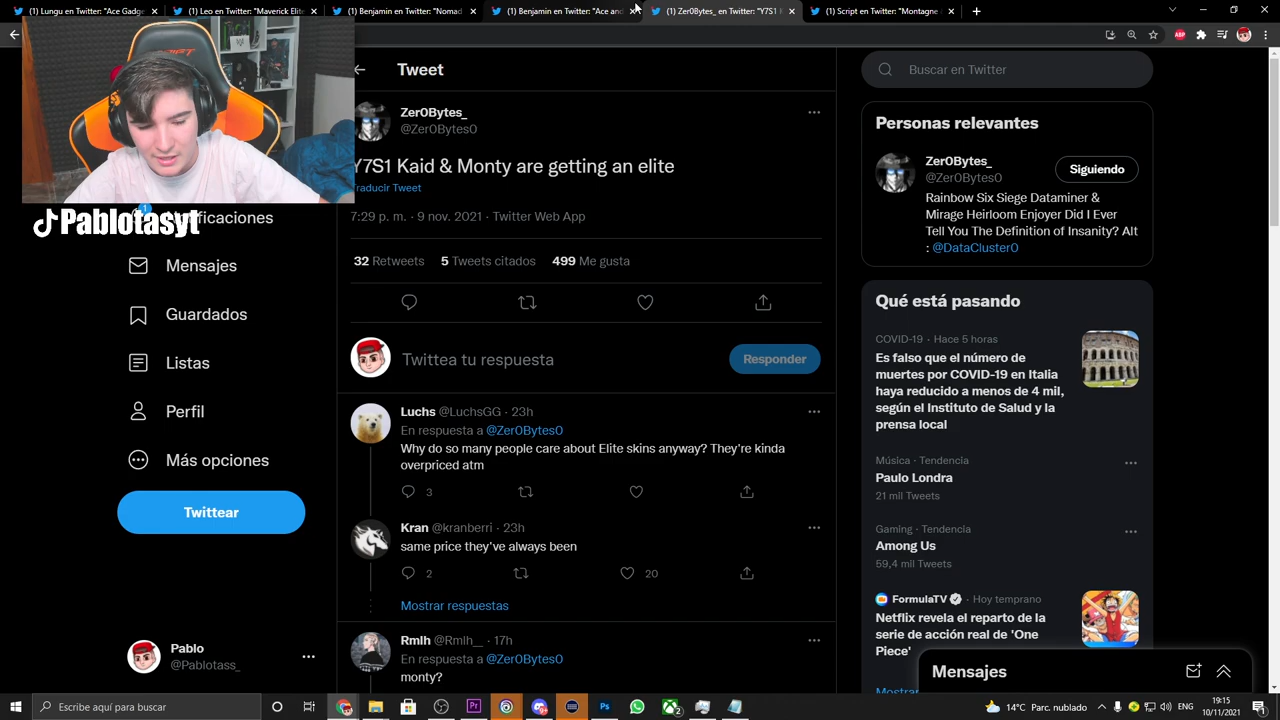 (1) Lungu en Twitter: "Ace Gadg
(1) Leo en Twitter: "Maverick Elite
(1) Benjamin en Twitter: "Nomad
(1) Benjamin en Twitter: "Ace and
(1) Zer0Bytes_ en Twitter: "Y7S1 K
(1) Script en Twitter: "Montagne
ABP
Tweet
Buscar en Twitter
Zer0Bytes_
@Zer0Bytes0
Y7S1 Kaid & Monty are getting an elite
Traducir Tweet
7:29 p. m. · 9 nov. 2021 · Twitter Web App
32 Retweets 5 Tweets citados 499 Me gusta
Twittea tu respuesta
Responder
Luchs @LuchsGG · 23h
En respuesta a @Zer0Bytes0
Why do so many people care about Elite skins anyway? They're kinda
overpriced atm
3
Kran @kranberri · 23h
same price they've always been
2 20
Mostrar respuestas
Rmlh @Rmlh__ · 17h
En respuesta a @Zer0Bytes0
monty?
Pablotasyt
1
Notificaciones
Mensajes
Guardados
Listas
Perfil
Más opciones
Twittear
Pablo
@Pablotass_
Personas relevantes
Zer0Bytes_
@Zer0Bytes0
Siguiendo
Rainbow Six Siege Dataminer &
Mirage Heirloom Enjoyer Did I Ever
Tell You The Definition of Insanity? Alt
: @DataCluster0
Qué está pasando
COVID-19 · Hace 5 horas
Es falso que el número de
muertes por COVID-19 en Italia
haya reducido a menos de 4 mil,
según el Instituto de Salud y la
prensa local
Música · Tendencia
Paulo Londra
21 mil Tweets
Gaming · Tendencia
Among Us
59,4 mil Tweets
FormulaTV · Hoy temprano
Netflix revela el reparto de la
serie de acción real de 'One
Piece'
Mostrar
Mensajes
Escribe aquí para buscar
Pr
Ps
2
14°C Parc. nublado
ENG
19:15
10/11/2021
1